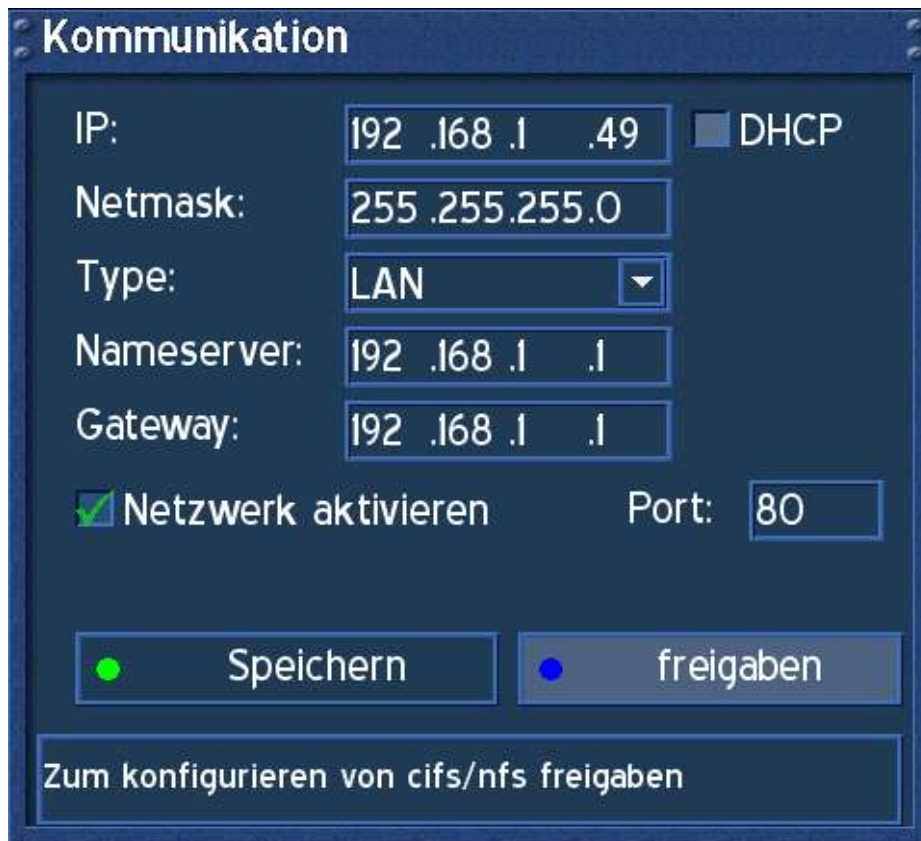 Kommunikation
IP: 192 .168 .1 .49 DHCP
Netmask: 255 .255.255.0
Type: LAN
Nameserver: 192 .168 .1 .1
Gateway: 192 .168 .1 .1
Netzwerk aktivieren Port: 80
Speichern freigaben
Zum konfigurieren von cifs/nfs freigaben